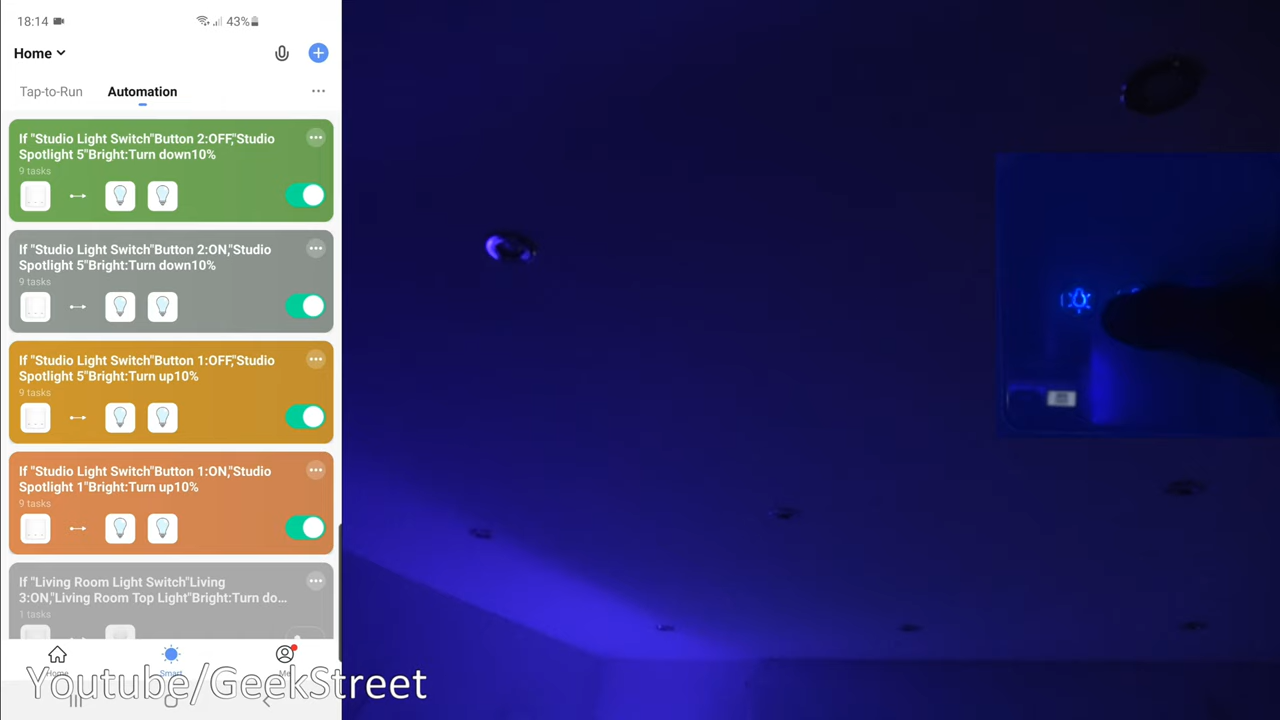 18:14
43%
Home
Tap-to-Run
Automation
If "Studio Light Switch"Button 2:OFF,"Studio
Spotlight 5"Bright:Turn down10%
9 tasks
If "Studio Light Switch"Button 2:ON,"Studio
Spotlight 5"Bright:Turn down10%
9 tasks
If "Studio Light Switch"Button 1:OFF,"Studio
Spotlight 5"Bright:Turn up10%
9 tasks
If "Studio Light Switch"Button 1:ON,"Studio
Spotlight 1"Bright:Turn up10%
9 tasks
If "Living Room Light Switch"Living
3:ON,"Living Room Top Light"Bright:Turn do...
1 tasks
Home
Smart
Me
Youtube/GeekStreet